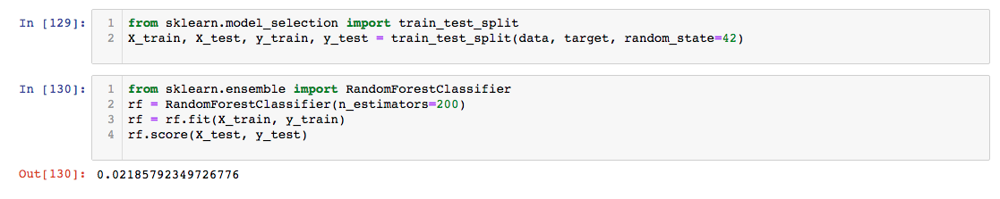 In [129]:
1 from sklearn.model_selection import train_test_split
2 X_train, X_test, y_train, y_test = train_test_split(data, target, random_state=42)
In [130]:
1 from sklearn.ensemble import RandomForestClassifier
2 rf = RandomForestClassifier(n_estimators=200)
3 rf = rf.fit(X_train, y_train)
4 rf.score(X_test, y_test)
Out[130]: 0.02185792349726776